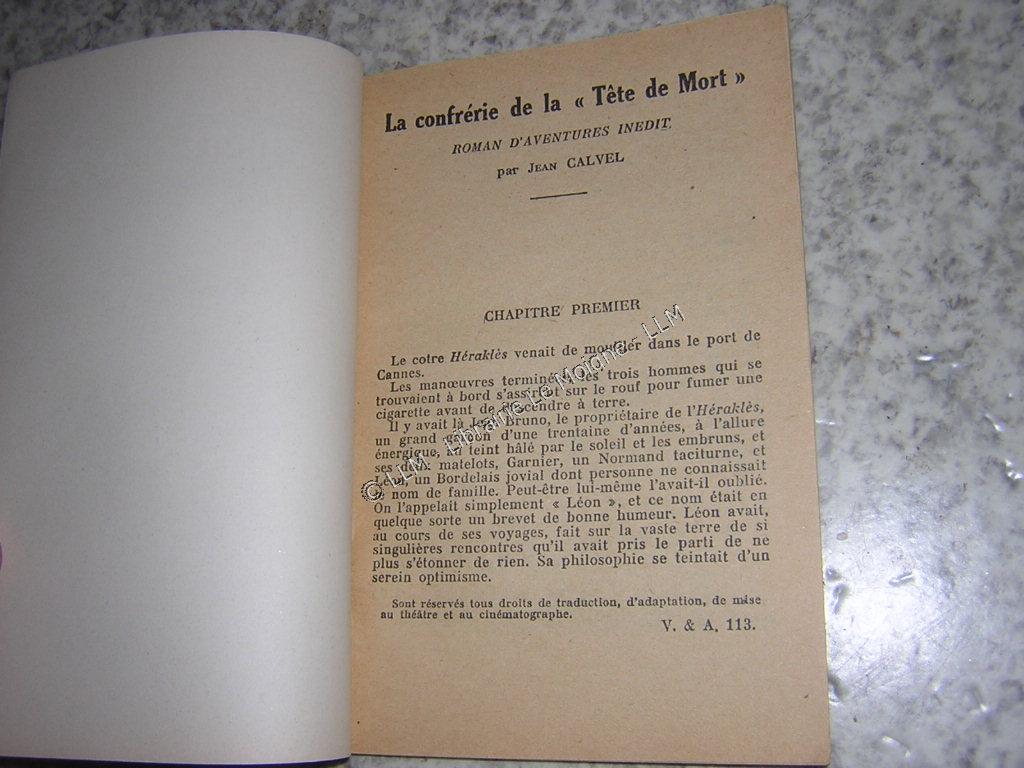 La confrérie de la « Tête de Mort »
ROMAN D'AVENTURES INEDIT.
par JEAN CALVEL
CHAPITRE PREMIER
Le cotre Héraklès venait de mouiller dans le port de
Cannes.
Les manœuvres terminées, les trois hommes qui se
trouvaient à bord s'assirent sur le rouf pour fumer une
cigarette avant de descendre à terre.
Il y avait là Bruno, le propriétaire de l'Héraklès,
un grand garçon d'une trentaine d'années, à l'allure
énergique, au teint hâlé par le soleil et les embruns, et
ses deux matelots, Garnier, un Normand taciturne, et
Léon, un Bordelais jovial dont personne ne connaissait
le nom de famille. Peut-être lui-même l'avait-il oublié.
On l'appelait simplement « Léon », et ce nom était en
quelque sorte un brevet de bonne humeur. Léon avait,
au cours de ses voyages, fait sur la vaste terre de si
singulières rencontres qu'il avait pris le parti de ne
plus s'étonner de rien. Sa philosophie se teintait d'un
serein optimisme.
Sont réservés tous droits de traduction, d'adaptation, de mise
au théâtre et au cinématographe.
V. & A. 113.
© LLM - Librairie Le Moigne - LLM